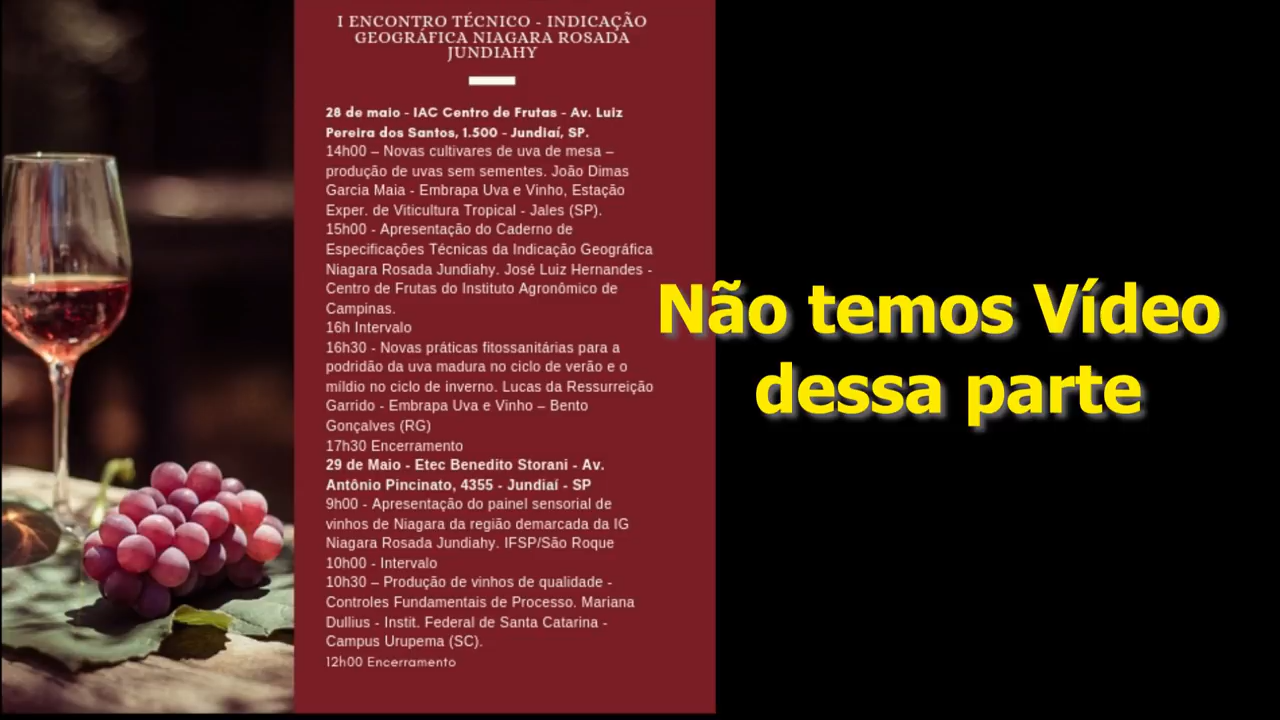 I ENCONTRO TÉCNICO - INDICAÇÃO
GEOGRÁFICA NIAGARA ROSADA
JUNDIAHY
28 de maio - IAC Centro de Frutas - Av. Luiz
Pereira dos Santos, 1.500 - Jundiaí, SP.
14h00 – Novas cultivares de uva de mesa –
produção de uvas sem sementes. João Dimas
Garcia Maia - Embrapa Uva e Vinho, Estação
Exper. de Viticultura Tropical - Jales (SP).
15h00 - Apresentação do Caderno de
Especificações Técnicas da Indicação Geográfica
Niagara Rosada Jundiahy. José Luiz Hernandes -
Centro de Frutas do Instituto Agronômico de
Campinas.
16h Intervalo
16h30 - Novas práticas fitossanitárias para a
podridão da uva madura no ciclo de verão e o
míldio no ciclo de inverno. Lucas da Ressurreição
Garrido - Embrapa Uva e Vinho – Bento
Gonçalves (RG)
17h30 Encerramento
29 de Maio - Etec Benedito Storani - Av.
Antônio Pincinato, 4355 - Jundiaí - SP
9h00 - Apresentação do painel sensorial de
vinhos de Niagara da região demarcada da IG
Niagara Rosada Jundiahy. IFSP/São Roque
10h00 - Intervalo
10h30 – Produção de vinhos de qualidade -
Controles Fundamentais de Processo. Mariana
Dullius - Instit. Federal de Santa Catarina -
Campus Urupema (SC).
12h00 Encerramento
Não temos Vídeo
dessa parte